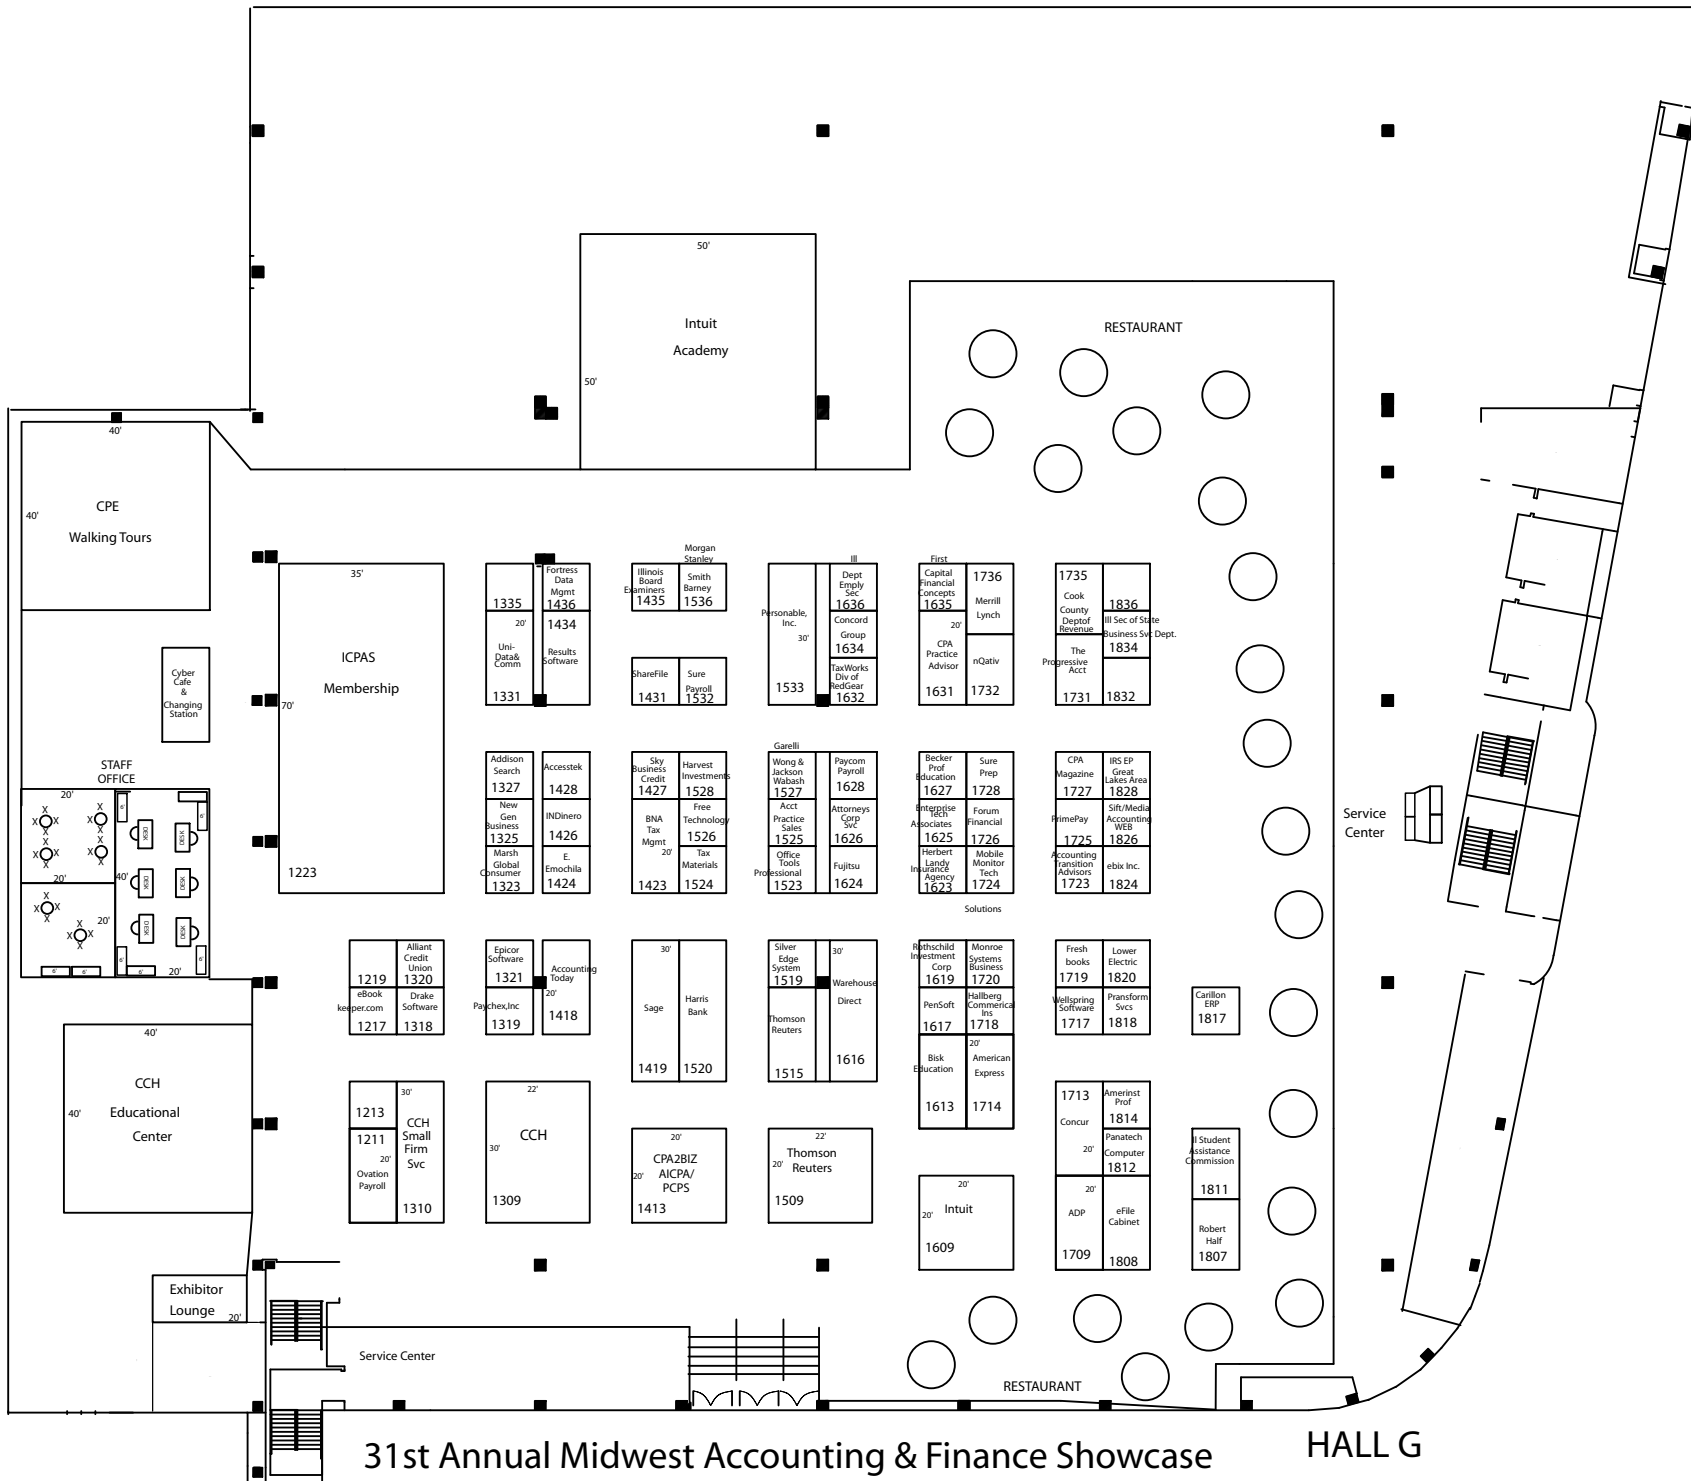 50'
Intuit
Academy
50'
RESTAURANT
40'
CPE
40'
Walking Tours
Cyber
Cafe
&
Changing
Station
STAFF
OFFICE
20'
X
X X
X
X
X
X X
X
X X
X
X
X X
X
20'
X
X X
X
20'
X
X X
X
6'
6'
DESK
DESK
40'
DESK
DESK
DESK
DESK
6'
6'
6'
6'
6'
20'
35'
ICPAS
Membership
70'
1223
1335
20'
Uni-
Data&
Comm
1331
Fortress
Data
Mgmt
1436
1434
Results
Software
Illinois
Board
Examiners
1435
Morgan
Stanley
Smith
Barney
1536
ShareFile
1431
Sure
Payroll
1532
Personable,
Inc.
30'
1533
Ill
Dept
Emply
Sec
1636
Concord
Group
1634
TaxWorks
Div of
RedGear
1632
First
Capital
Financial
Concepts
1635
20'
CPA
Practice
Advisor
1631
1736
Merrill
Lynch
nQativ
1732
1735
Cook
County
Deptof
Revenue
The
Progressive
Acct
1731
1836
Ill Sec of State
Business Svc Dept.
1834
1832
Addison
Search
1327
New
Gen
Business
1325
Marsh
Global
Consumer
1323
Accesstek
1428
INDinero
1426
E.
Emochila
1424
Sky
Business
Credit
1427
BNA
Tax
Mgmt
20'
1423
Harvest
Investments
1528
Free
Technology
1526
Tax
Materials
1524
Garelli
Wong &
Jackson
Wabash
1527
Acct
Practice
Sales
1525
Office
Tools
Professional
1523
Paycom
Payroll
1628
Attorneys
Corp
Svc
1626
Fujitsu
1624
Becker
Prof
Education
1627
Enterprise
Tech
Associates
1625
Herbert
Landy
Insurance
Agency
1623
Sure
Prep
1728
Forum
Financial
1726
Mobile
Monitor
Tech
1724
Solutions
CPA
Magazine
1727
PrimePay
1725
Accounting
Transition
Advisors
1723
IRS EP
Great
Lakes Area
1828
Sift/Media
Accounting
WEB
1826
ebix Inc.
1824
Service
Center
1219
eBook
keeper.com
1217
Alliant
Credit
Union
1320
Drake
Software
1318
Epicor
Software
1321
Paychex,Inc
1319
Accounting
Today
20'
1418
30'
Sage
1419
Harris
Bank
1520
Silver
Edge
System
1519
Thomson
Reuters
1515
30'
Warehouse
Direct
1616
Rothschild
Investment
Corp
1619
PenSoft
1617
Bisk
Education
1613
Monroe
Systems
Business
1720
Hallberg
Commerical
Ins
1718
20'
American
Express
1714
Fresh
books
1719
Wellspring
Software
1717
Lower
Electric
1820
Pransform
Svcs
1818
Carillon
ERP
1817
40'
CCH
40'
Educational
Center
1213
1211
20'
Ovation
Payroll
30'
CCH
Small
Firm
Svc
1310
22'
CCH
30'
1309
20'
CPA2BIZ
20'
AICPA/
PCPS
1413
22'
Thomson
20'
Reuters
1509
20'
20'
Intuit
1609
1713
Concur
20'
Amerinst
Prof
1814
Panatech
Computer
1812
20'
ADP
1709
eFile
Cabinet
1808
Il Student
Assistance
Commission
1811
Robert
Half
1807
Exhibitor
Lounge
20'
Service Center
RESTAURANT
31st Annual Midwest Accounting & Finance Showcase
HALL G